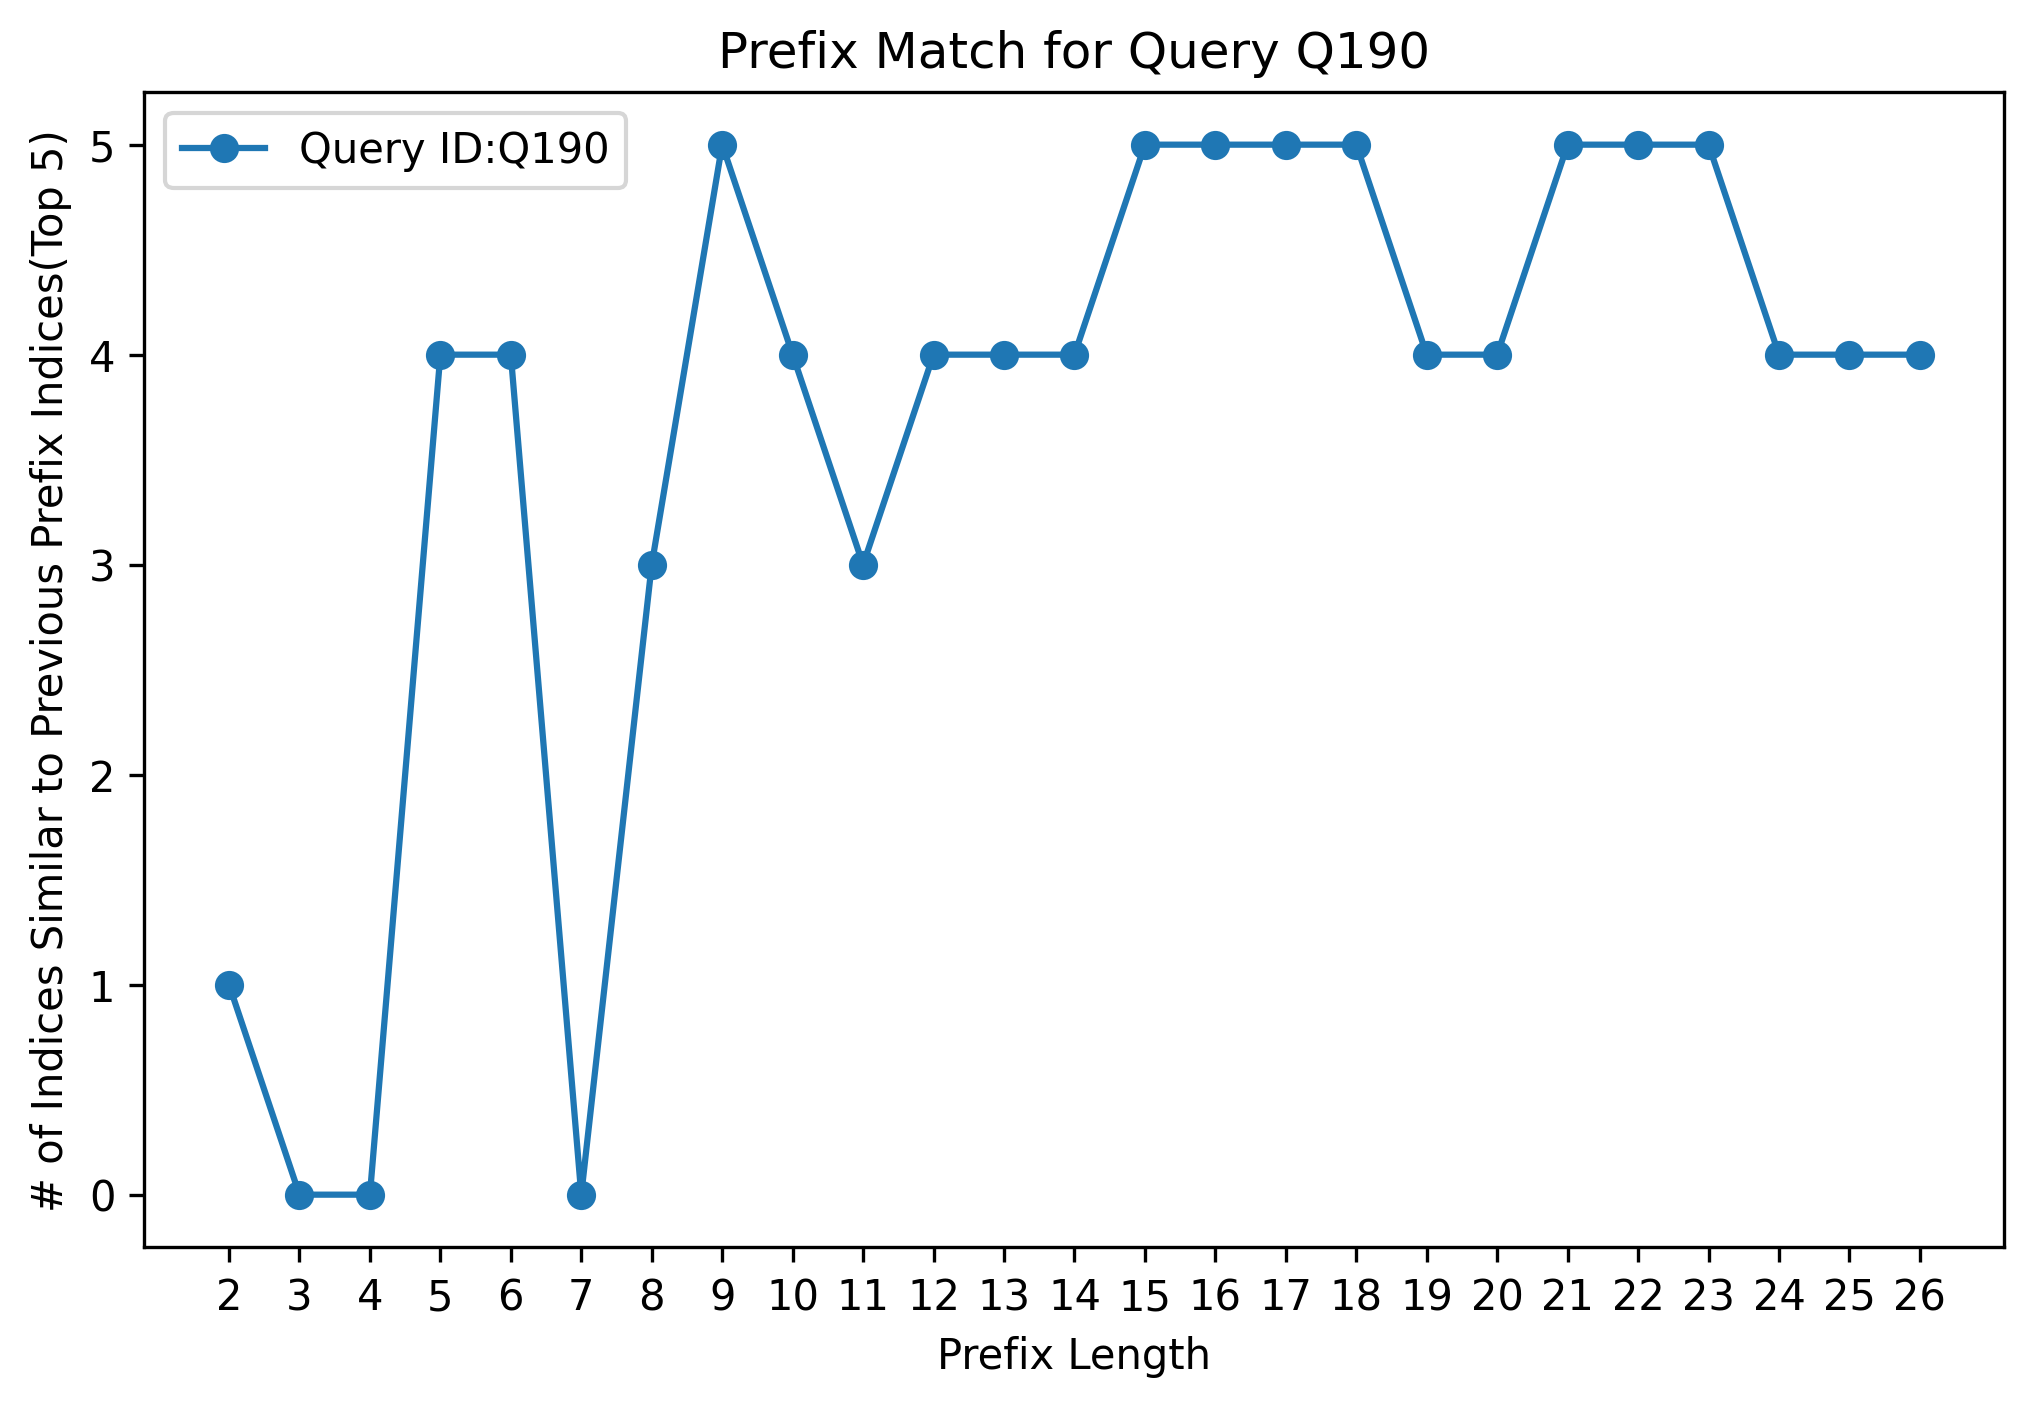 Prefix Match for Query Q190
Query ID:Q190
# of Indices Similar to Previous Prefix Indices(Top 5)
5
4
3
2
1
0
2 3 4 5 6 7 8 9 10 11 12 13 14 15 16 17 18 19 20 21 22 23 24 25 26
Prefix Length